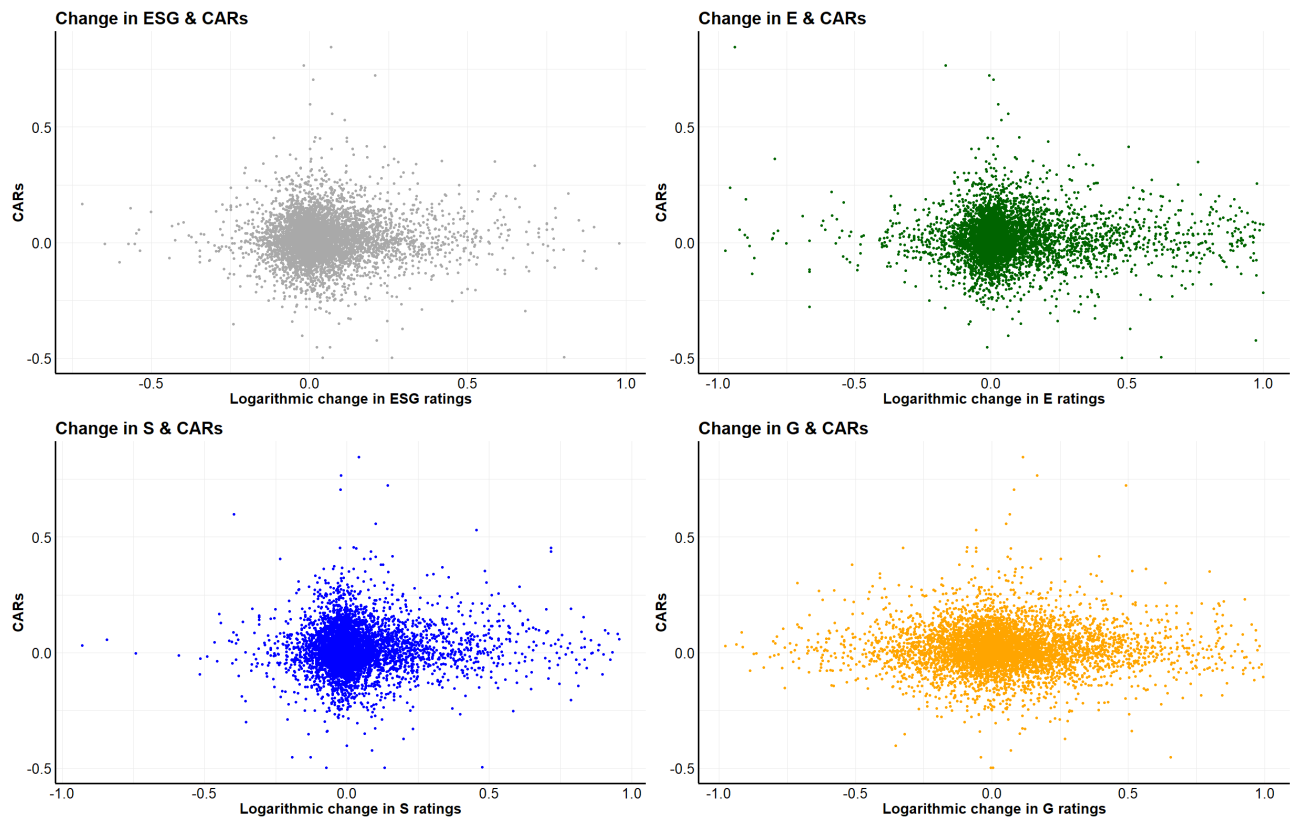 Change in ESG & CARs
CARs
0.5
0.0
-0.5
-0.5 0.0 0.5 1.0
Logarithmic change in ESG ratings
Change in E & CARs
CARs
0.5
0.0
-0.5
-1.0 -0.5 0.0 0.5 1.0
Logarithmic change in E ratings
Change in S & CARs
CARs
0.5
0.0
-0.5
-1.0 -0.5 0.0 0.5 1.0
Logarithmic change in S ratings
Change in G & CARs
CARs
0.5
0.0
-0.5
-1.0 -0.5 0.0 0.5 1.0
Logarithmic change in G ratings